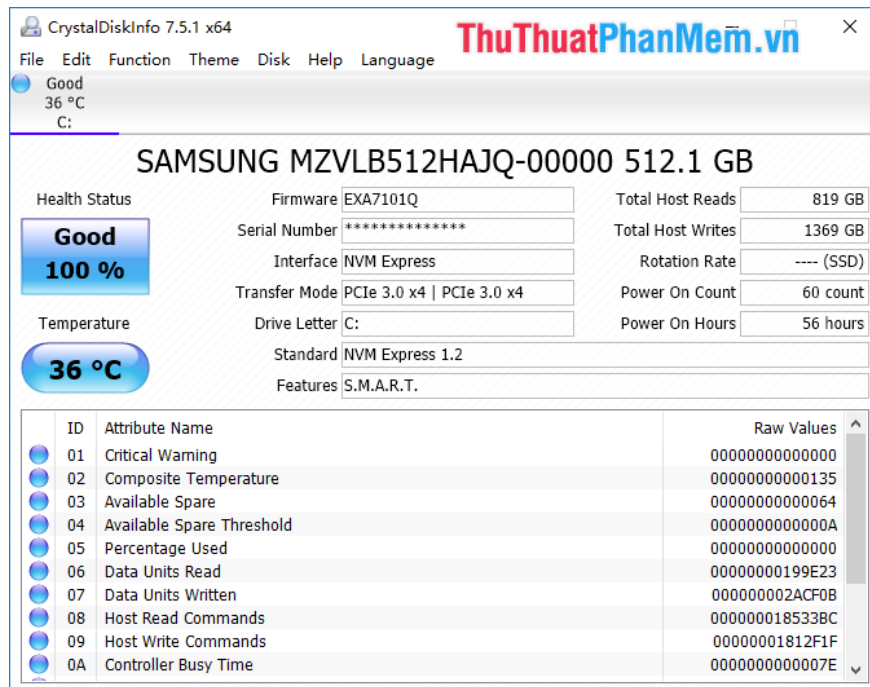 CrystalDiskInfo 7.5.1 x64
ThuThuatPhanMem.vn
File Edit Function Theme Disk Help Language
Good
36 °C
C:
SAMSUNG MZVLB512HAJQ-00000 512.1 GB
Health Status
Good
100 %
Temperature
36 °C
Firmware EXA7101Q
Serial Number **************
Interface NVM Express
Transfer Mode PCIe 3.0 x4 | PCIe 3.0 x4
Drive Letter C:
Standard NVM Express 1.2
Features S.M.A.R.T.
Total Host Reads 819 GB
Total Host Writes 1369 GB
Rotation Rate ---- (SSD)
Power On Count 60 count
Power On Hours 56 hours
ID Attribute Name Raw Values
01 Critical Warning 00000000000000
02 Composite Temperature 00000000000135
03 Available Spare 00000000000064
04 Available Spare Threshold 0000000000000A
05 Percentage Used 00000000000000
06 Data Units Read 00000000199E23
07 Data Units Written 000000002ACF0B
08 Host Read Commands 000000018533BC
09 Host Write Commands 00000001812F1F
0A Controller Busy Time 0000000000007E